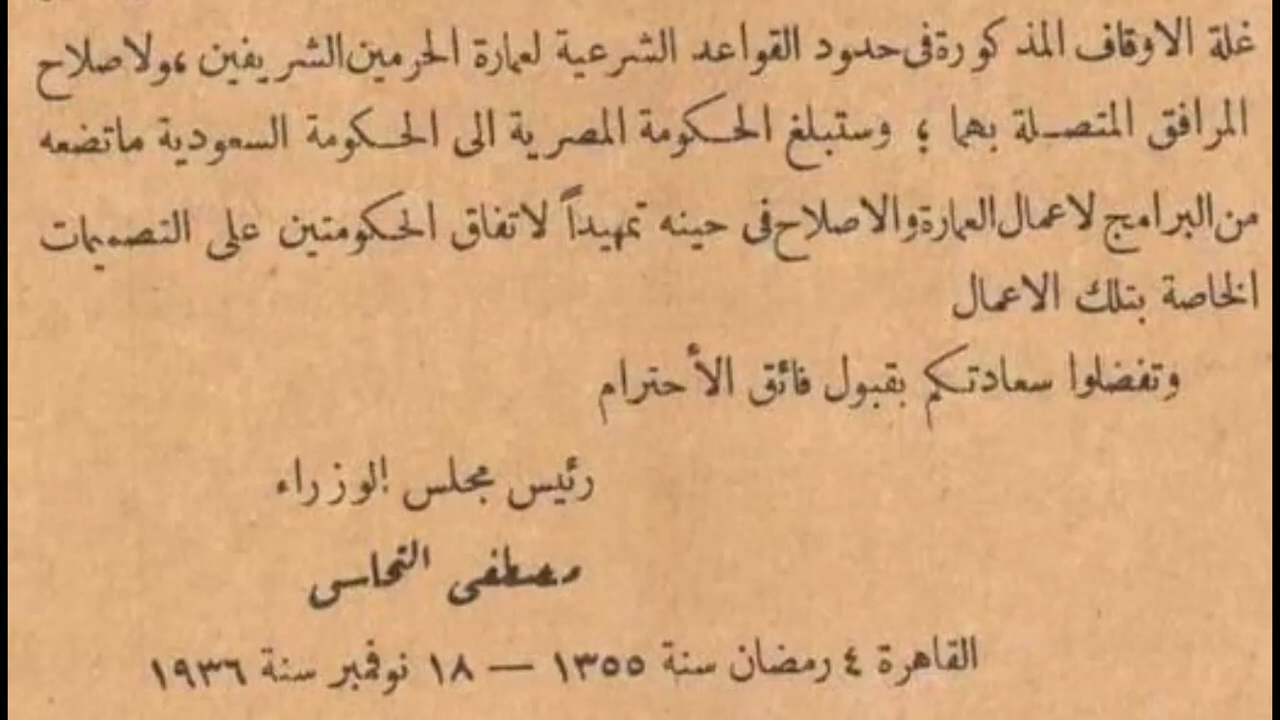 غلة الاوقاف المذكورة فى حدود القواعد الشرعية لعمارة الحرمين الشريفين ،ولاصلاح
المرافق المتصلة بهما ؛ وستبلغ الحكومة المصرية الى الحكومة السعودية ماتضعه
من البرامج لاعمال العمارة والاصلاح فى حينه تمهيداً لاتفاق الحكومتين على التصميمات
الخاصة بتلك الاعمال
وتفضلوا سعادتكم بقبول فائق الأحترام
رئيس مجلس الوزراء
مصطفى النحاس
القاهرة ٤ رمضان سنة ١٣٥٥ — ١٨ نوفمبر سنة ١٩٣٦